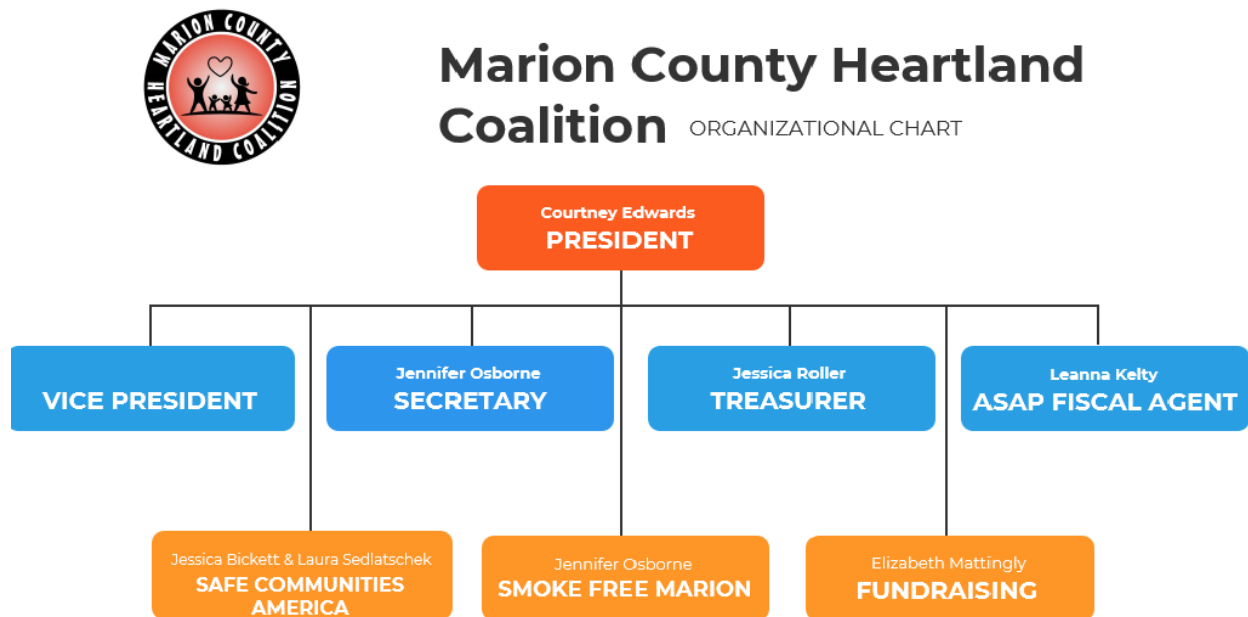 MARION COUNTY
HEARTLAND COALITION
Marion County Heartland
Coalition ORGANIZATIONAL CHART
Courtney Edwards
PRESIDENT
VICE PRESIDENT
Jennifer Osborne
SECRETARY
Jessica Roller
TREASURER
Leanna Kelty
ASAP FISCAL AGENT
Jessica Bickett & Laura Sedlatschek
SAFE COMMUNITIES
AMERICA
Jennifer Osborne
SMOKE FREE MARION
Elizabeth Mattingly
FUNDRAISING